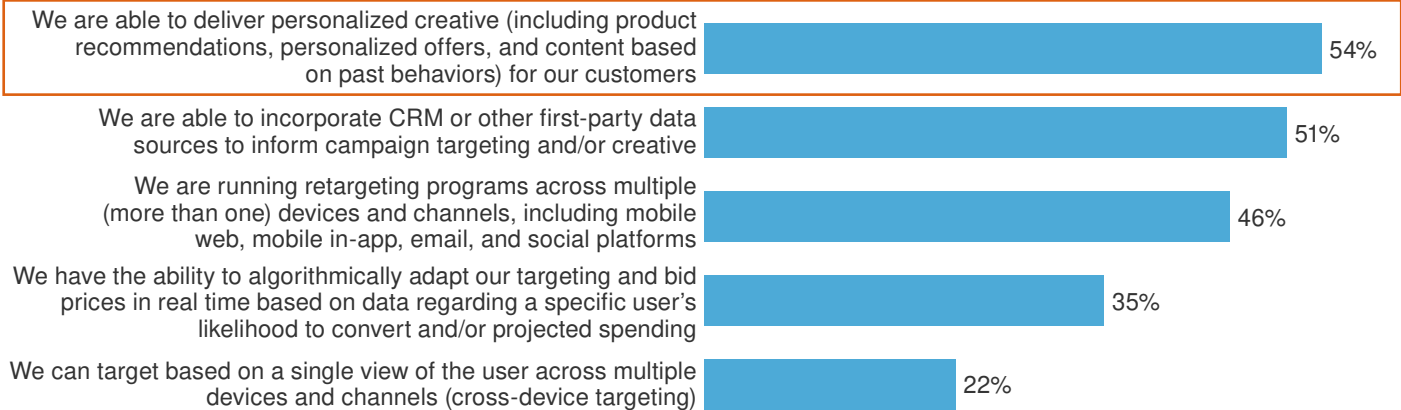 We are able to deliver personalized creative (including product
recommendations, personalized offers, and content based
on past behaviors) for our customers
54%
We are able to incorporate CRM or other first-party data
sources to inform campaign targeting and/or creative
51%
We are running retargeting programs across multiple
(more than one) devices and channels, including mobile
web, mobile in-app, email, and social platforms
46%
We have the ability to algorithmically adapt our targeting and bid
prices in real time based on data regarding a specific user’s
likelihood to convert and/or projected spending
35%
We can target based on a single view of the user across multiple
devices and channels (cross-device targeting)
22%